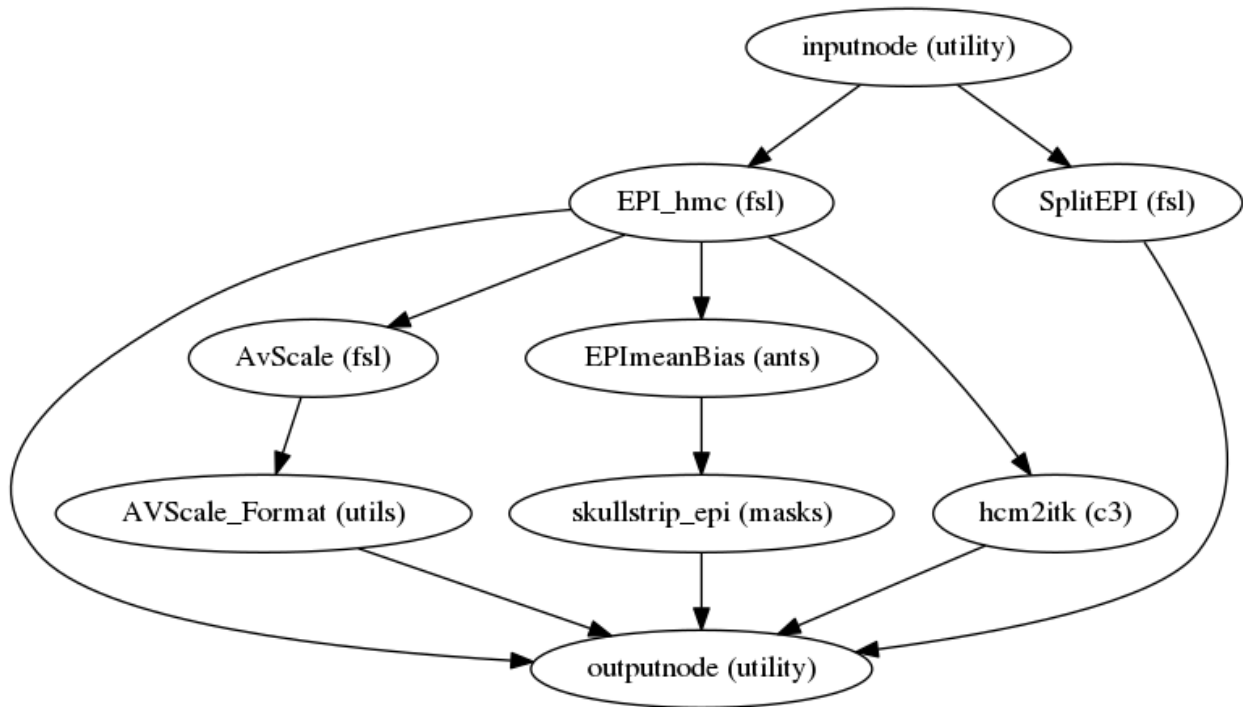 inputnode (utility)
EPI_hmc (fsl)
SplitEPI (fsl)
AvScale (fsl)
EPImeanBias (ants)
AVScale_Format (utils)
skullstrip_epi (masks)
hcm2itk (c3)
outputnode (utility)